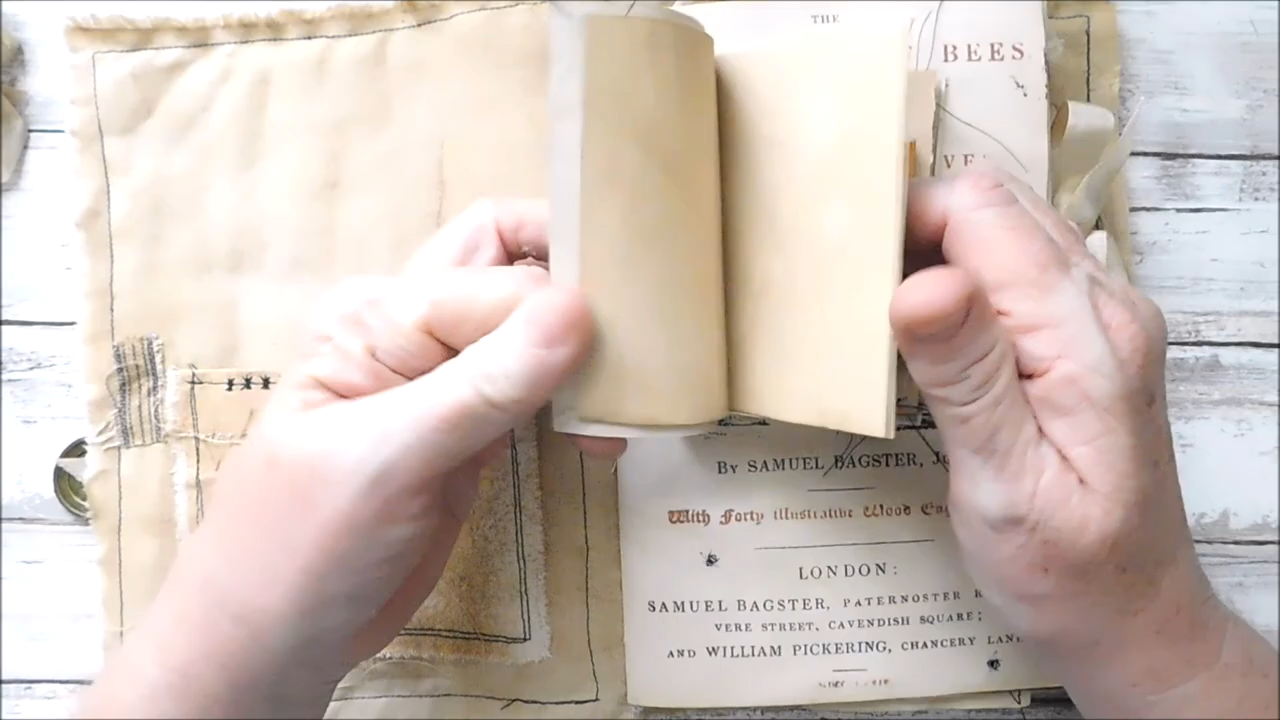 THE
BEES
By SAMUEL BAGSTER,
With Forty illustrative Wood
LONDON:
SAMUEL BAGSTER, PATERNOSTER
VERE STREET, CAVENDISH SQUARE;
AND WILLIAM PICKERING, CHANCERY LANE